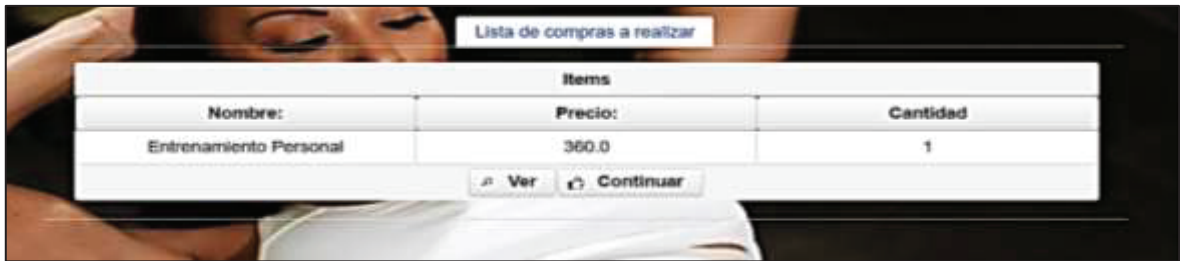 Lista de compras a realizar
Items
Nombre: Precio: Cantidad
Entrenamiento Personal 360.0 1
Ver Continuar